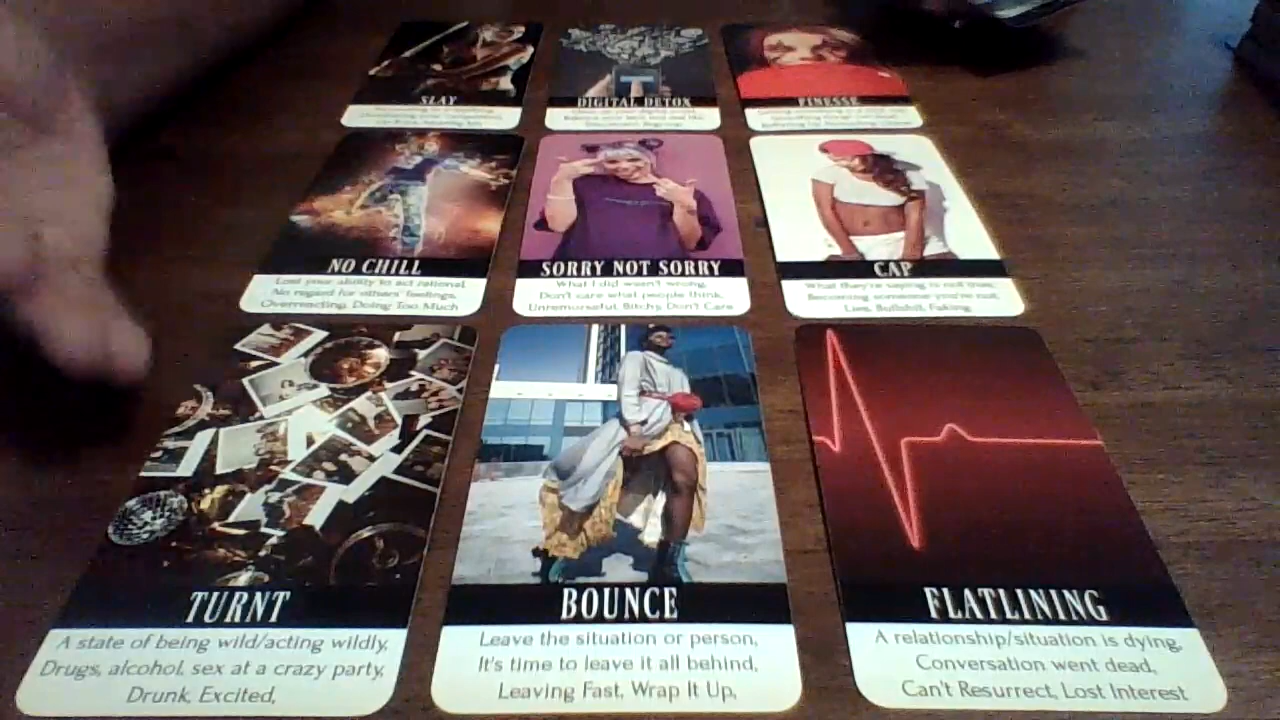 SLAY
DIGITAL DETOX
FINESSE
NO CHILL
Lost your ability to act rational,
No regard for others' feelings,
Overreacting, Doing Too Much
SORRY NOT SORRY
What I did wasn't wrong,
Don't care what people think,
Unremorseful, Bitchy, Don't Care
CAP
What they're saying is not true,
Becoming someone you're not,
Lies, Bullshit, Faking
TURNT
A state of being wild/acting wildly,
Drugs, alcohol, sex at a crazy party,
Drunk, Excited,
BOUNCE
Leave the situation or person,
It's time to leave it all behind,
Leaving Fast, Wrap It Up,
FLATLINING
A relationship/situation is dying,
Conversation went dead,
Can't Resurrect, Lost Interest